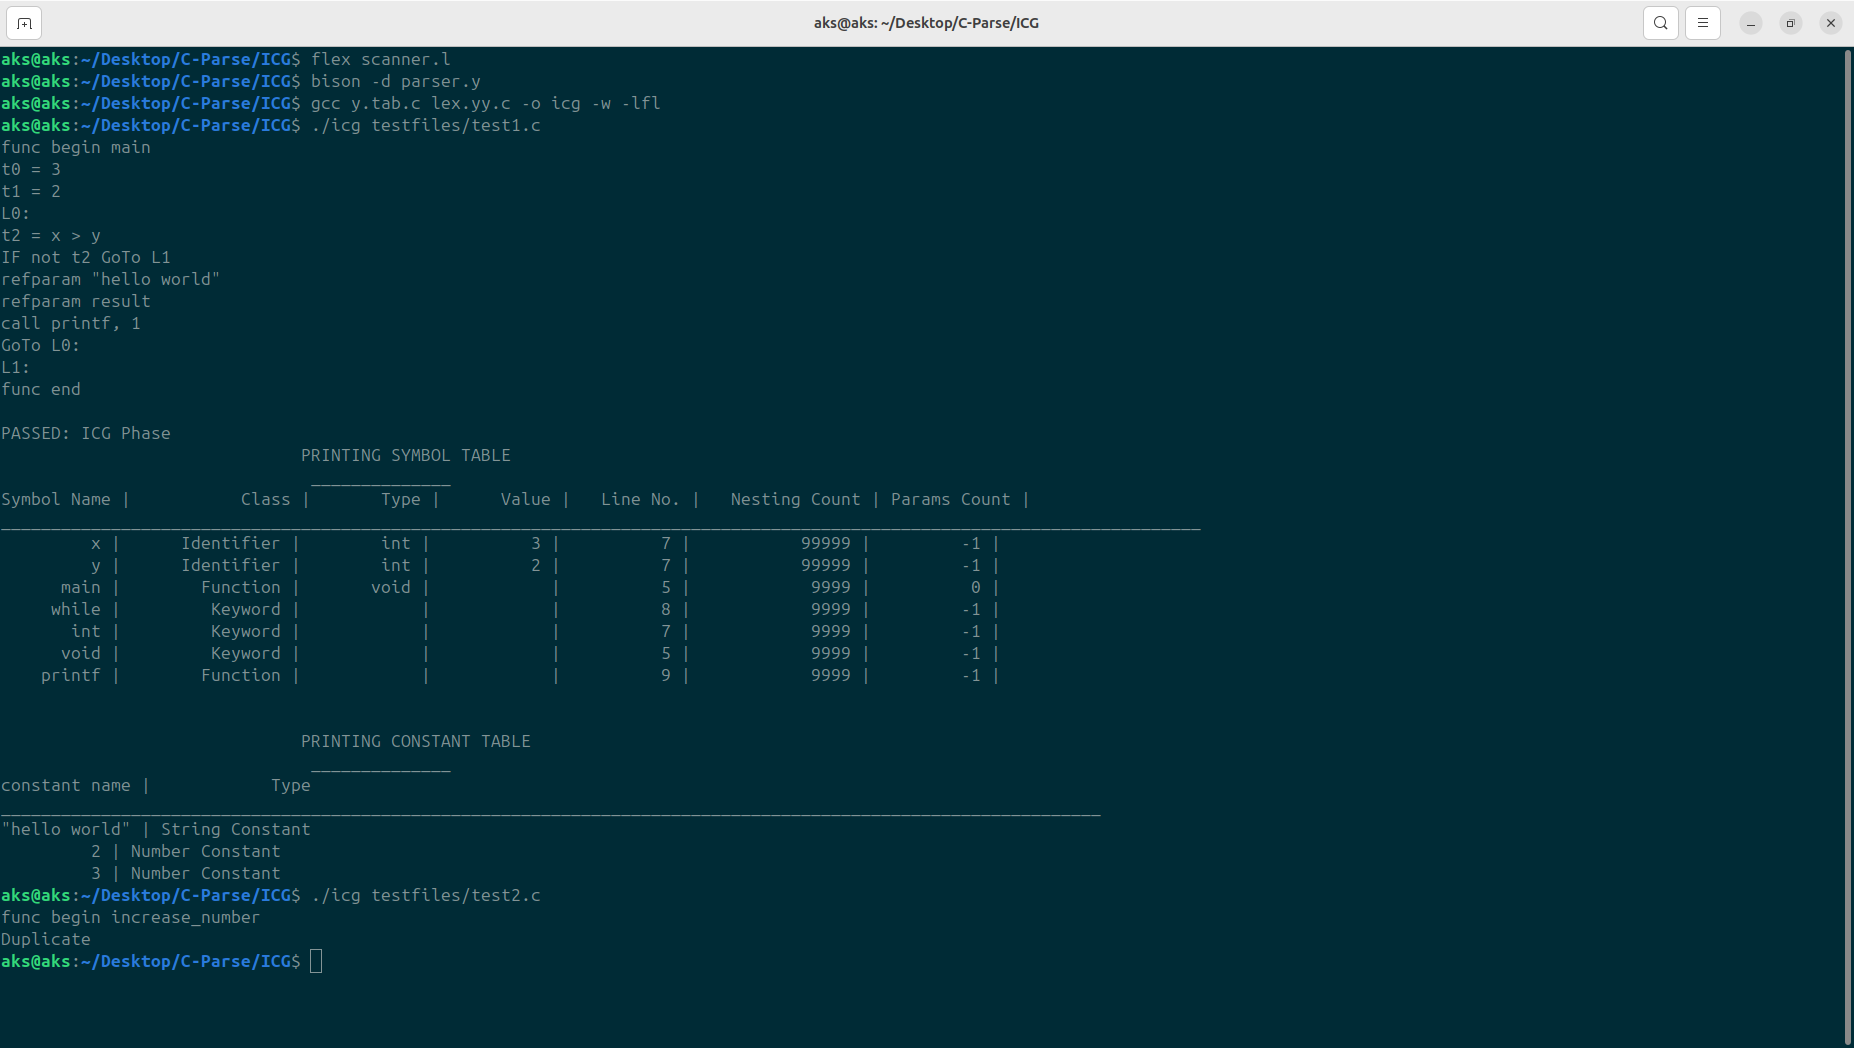 aks@aks: ~/Desktop/C-Parse/ICG
aks@aks:~/Desktop/C-Parse/ICG$ flex scanner.l
aks@aks:~/Desktop/C-Parse/ICG$ bison -d parser.y
aks@aks:~/Desktop/C-Parse/ICG$ gcc y.tab.c lex.yy.c -o icg -w -lfl
aks@aks:~/Desktop/C-Parse/ICG$ ./icg testfiles/test1.c
func begin main
t0 = 3
t1 = 2
L0:
t2 = x > y
IF not t2 GoTo L1
refparam "hello world"
refparam result
call printf, 1
GoTo L0:
L1:
func end
PASSED: ICG Phase
PRINTING SYMBOL TABLE
______________
Symbol Name | Class | Type | Value | Line No. | Nesting Count | Params Count |
________________________________________________________________________________________________________________________
x | Identifier | int | 3 | 7 | 99999 | -1 |
y | Identifier | int | 2 | 7 | 99999 | -1 |
main | Function | void | | 5 | 9999 | 0 |
while | Keyword | | | 8 | 9999 | -1 |
int | Keyword | | | 7 | 9999 | -1 |
void | Keyword | | | 5 | 9999 | -1 |
printf | Function | | | 9 | 9999 | -1 |
PRINTING CONSTANT TABLE
______________
constant name | Type
______________________________________________________________________________________________________________
"hello world" | String Constant
2 | Number Constant
3 | Number Constant
aks@aks:~/Desktop/C-Parse/ICG$ ./icg testfiles/test2.c
func begin increase_number
Duplicate
aks@aks:~/Desktop/C-Parse/ICG$